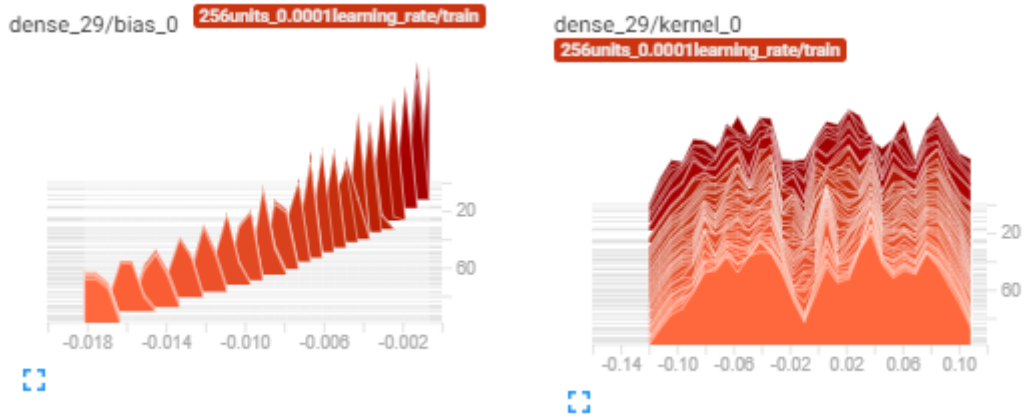 dense_29/bias_0 256units_0.0001learning_rate/train
20
60
-0.018 -0.014 -0.010 -0.006 -0.002
dense_29/kernel_0
256units_0.0001learning_rate/train
20
60
-0.14 -0.10 -0.06 -0.02 0.02 0.06 0.10